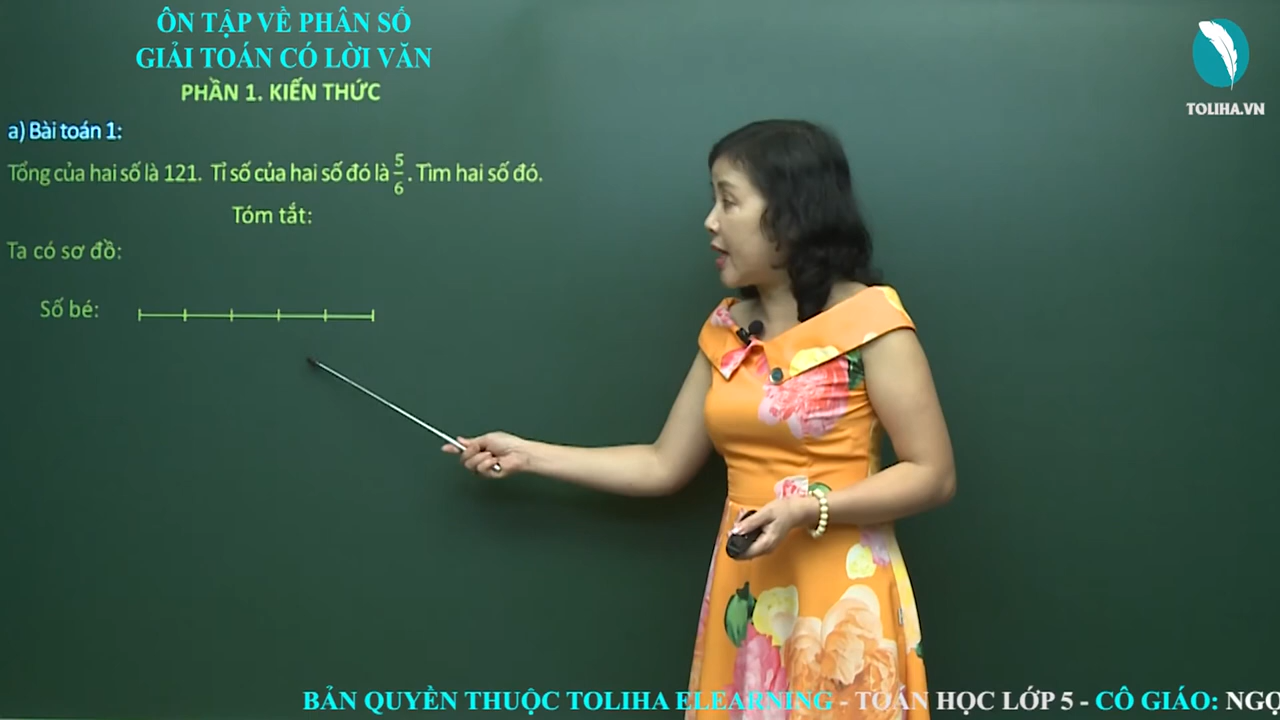 ÔN TẬP VỀ PHÂN SỐ
GIẢI TOÁN CÓ LỜI VĂN
PHẦN 1. KIẾN THỨC
TOLIHA.VN
a) Bài toán 1:
Tổng của hai số là 121. Tỉ số của hai số đó là 5/6. Tìm hai số đó.
Tóm tắt:
Ta có sơ đồ:
Số bé:
BẢN QUYỀN THUỘC TOLIHA ELEARNING - TOÁN HỌC LỚP 5 - CÔ GIÁO: NGỌ